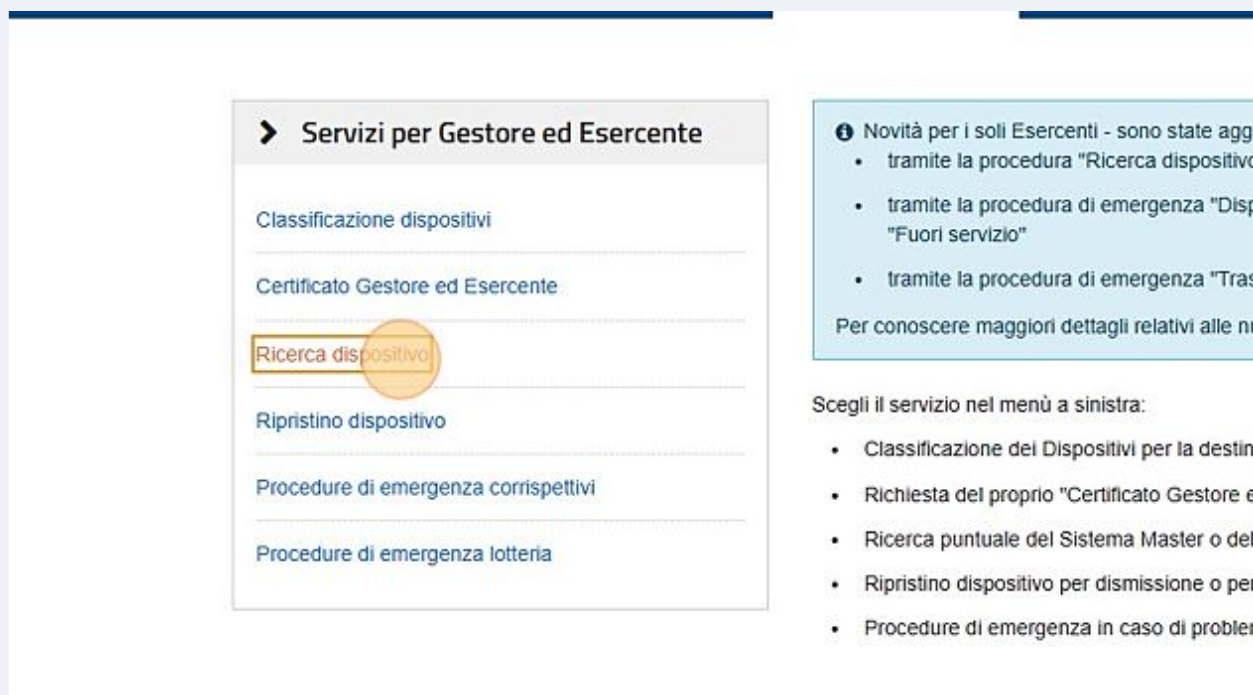 Servizi per Gestore ed Esercente
Classificazione dispositivi
Certificato Gestore ed Esercente
Ricerca dispositivo
Ripristino dispositivo
Procedure di emergenza corrispettivi
Procedure di emergenza lotteria
Novità per i soli Esercenti - sono state agg
• tramite la procedura "Ricerca dispositivo
• tramite la procedura di emergenza "Disp
"Fuori servizio"
• tramite la procedura di emergenza "Tras
Per conoscere maggiori dettagli relativi alle nu
Scegli il servizio nel menù a sinistra:
• Classificazione dei Dispositivi per la destin
• Richiesta del proprio "Certificato Gestore e
• Ricerca puntuale del Sistema Master o del
• Ripristino dispositivo per dismissione o per
• Procedure di emergenza in caso di problem